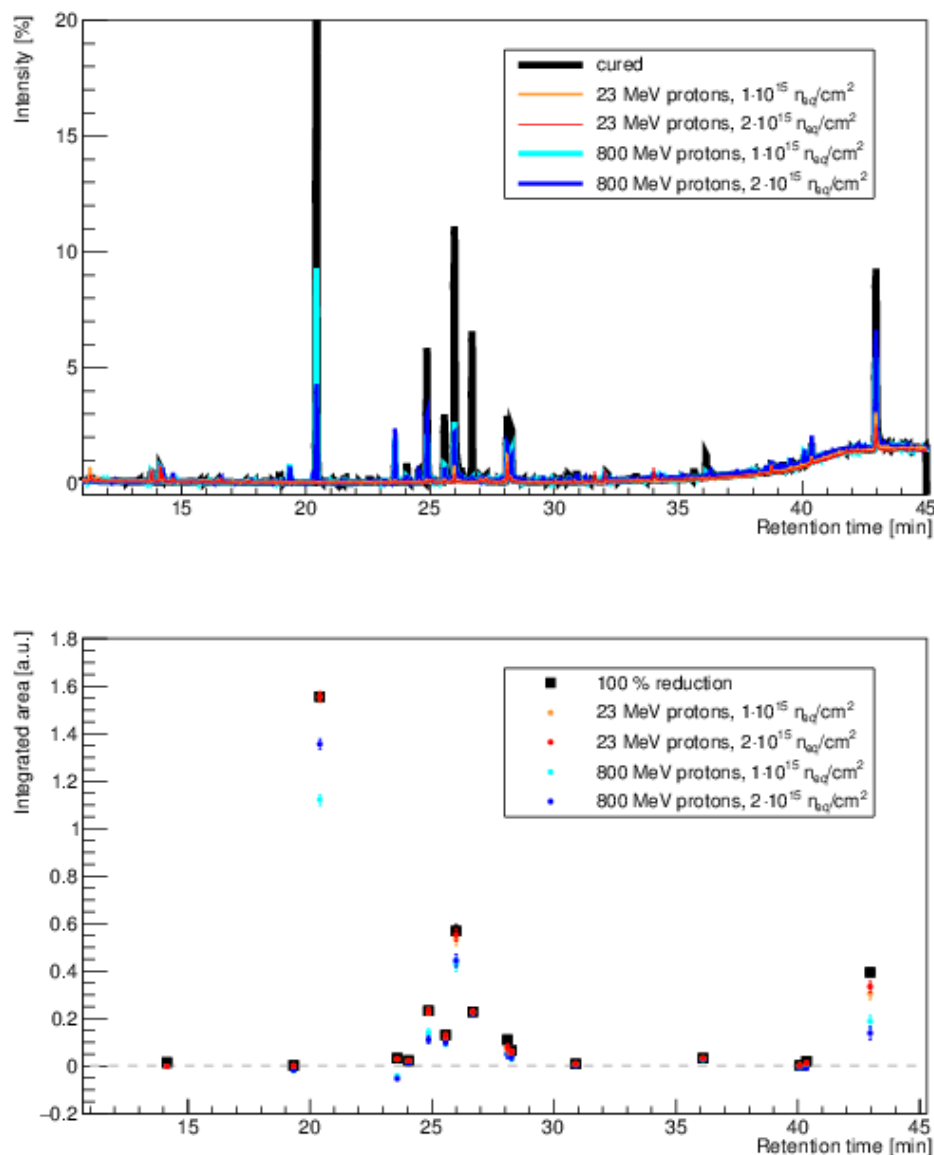 Intensity [%]
20
15
10
5
0
cured
23 MeV protons, 1·10¹⁵ n_eq/cm²
23 MeV protons, 2·10¹⁵ n_eq/cm²
800 MeV protons, 1·10¹⁵ n_eq/cm²
800 MeV protons, 2·10¹⁵ n_eq/cm²
15 20 25 30 35 40 45
Retention time [min]
Integrated area [a.u.]
1.8
1.6
1.4
1.2
1
0.8
0.6
0.4
0.2
0
−0.2
100 % reduction
23 MeV protons, 1·10¹⁵ n_eq/cm²
23 MeV protons, 2·10¹⁵ n_eq/cm²
800 MeV protons, 1·10¹⁵ n_eq/cm²
800 MeV protons, 2·10¹⁵ n_eq/cm²
15 20 25 30 35 40 45
Retention time [min]